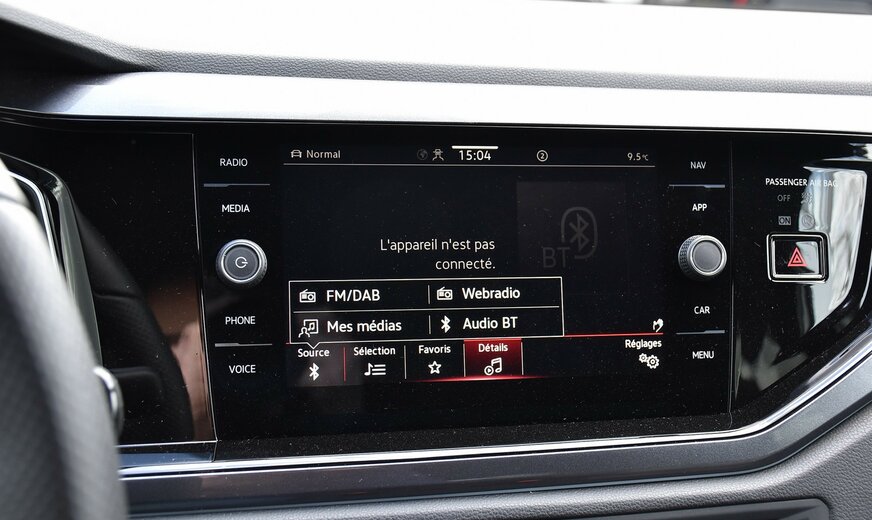 RADIO
MEDIA
PHONE
VOICE
Normal
15:04
2
9.5°C
BT
L'appareil n'est pas
connecté.
FM/DAB
Webradio
Mes médias
Audio BT
Source
Sélection
Favoris
Détails
Réglages
NAV
APP
CAR
MENU
PASSENGER AIR BAG
OFF
ON